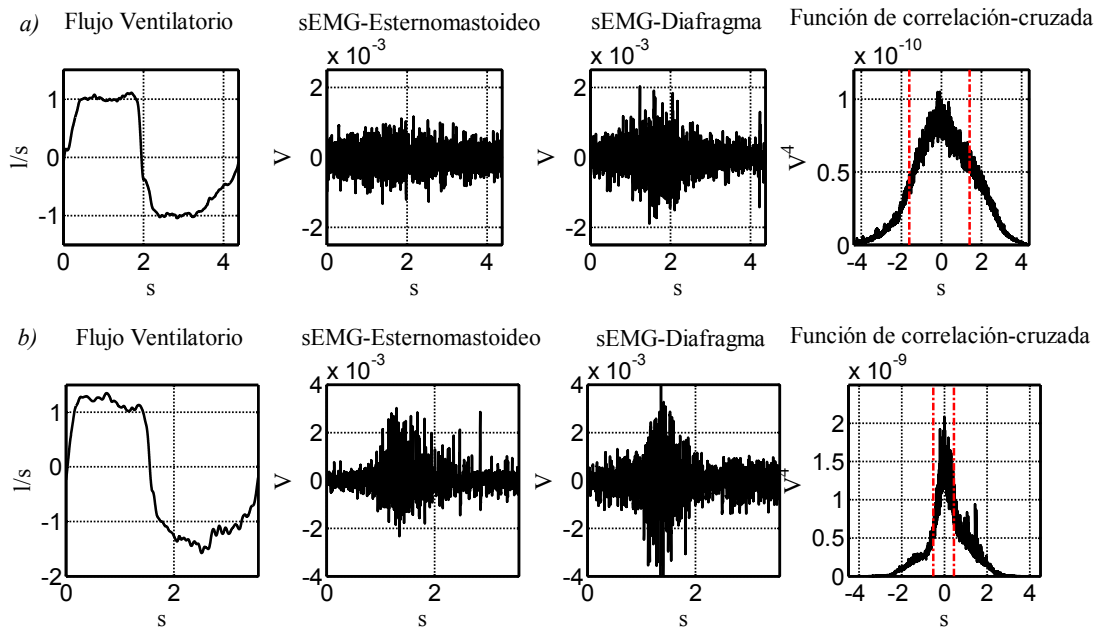 a) Flujo Ventilatorio sEMG-Esternomastoideo sEMG-Diafragma Función de correlación-cruzada
x 10⁻³ x 10⁻³ x 10⁻¹⁰
1
0
-1
l/s
0 2 4
s
2
0
-2
V
0 2 4
s
2
0
-2
V
0 2 4
s
1
0.5
0
V⁴
-4 -2 0 2 4
s
b) Flujo Ventilatorio sEMG-Esternomastoideo sEMG-Diafragma Función de correlación-cruzada
x 10⁻³ x 10⁻³ x 10⁻⁹
1
0
-1
-2
l/s
0 2
s
4
2
0
-2
-4
V
0 2
s
4
2
0
-2
-4
V
0 2
s
2
1.5
1
0.5
0
V⁴
-4 -2 0 2 4
s